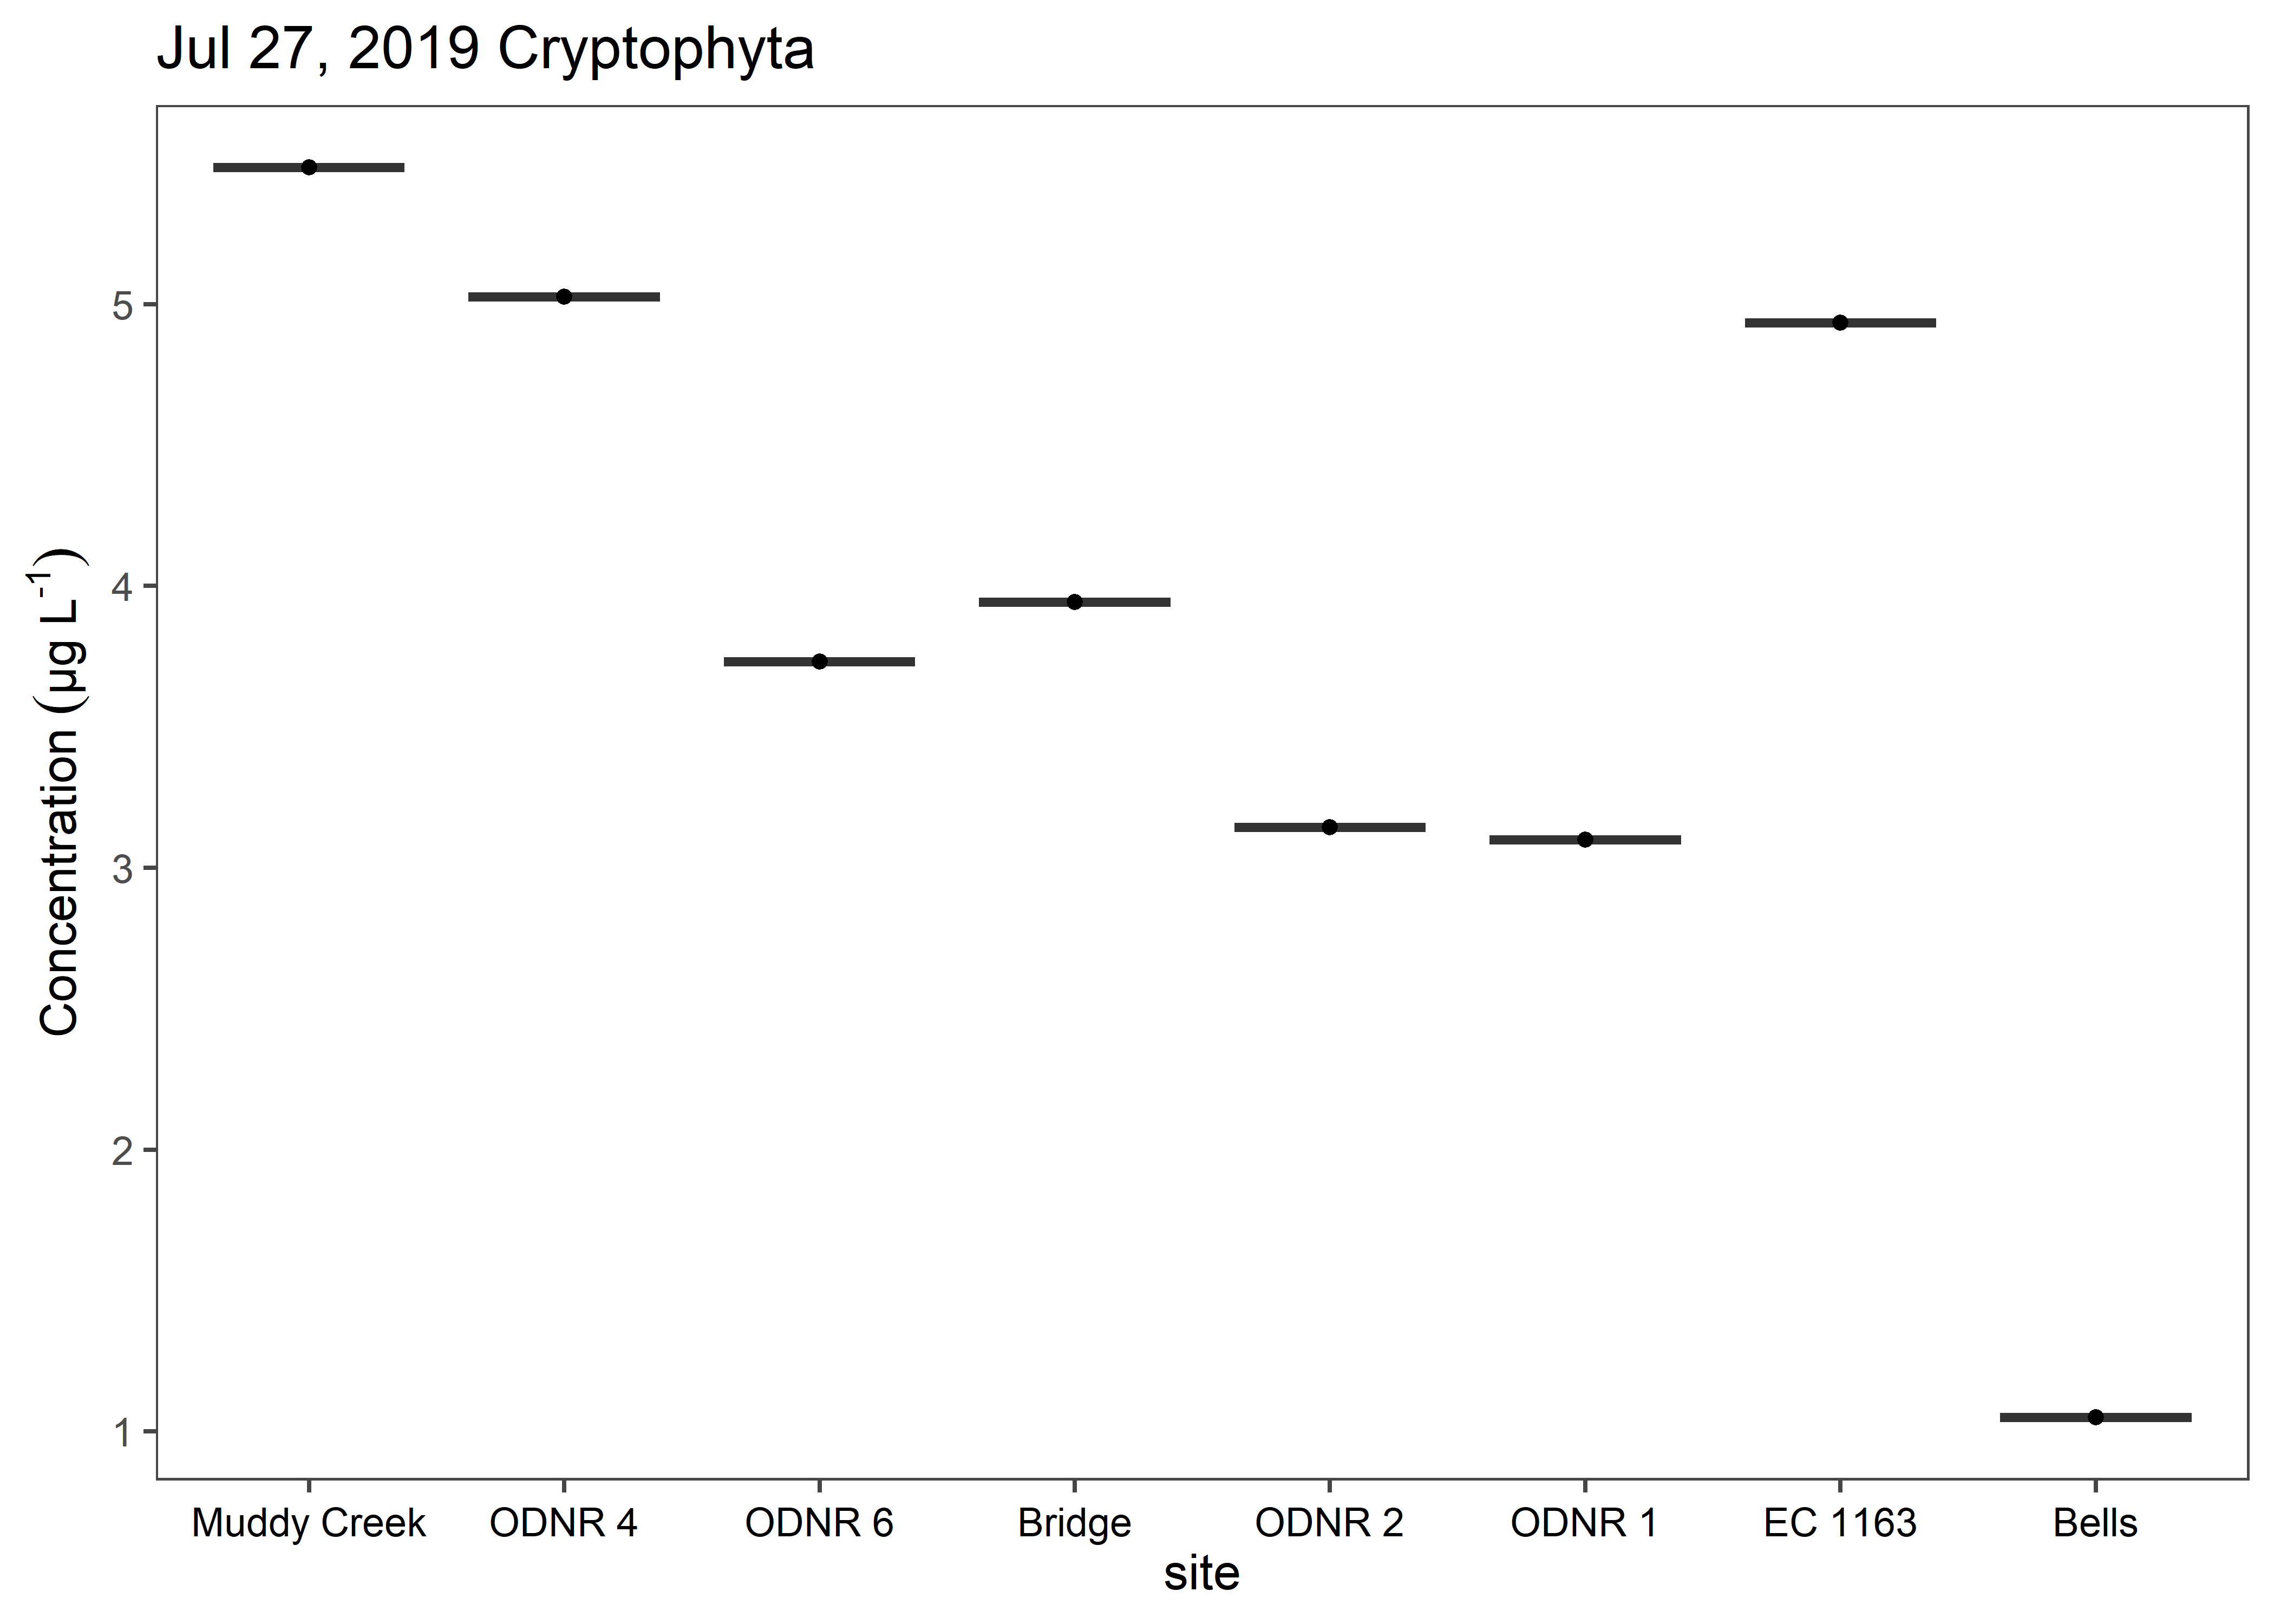 Jul 27, 2019 Cryptophyta
Concentration (µg L⁻¹)
5
4
3
2
1
Muddy Creek ODNR 4 ODNR 6 Bridge ODNR 2 ODNR 1 EC 1163 Bells
site